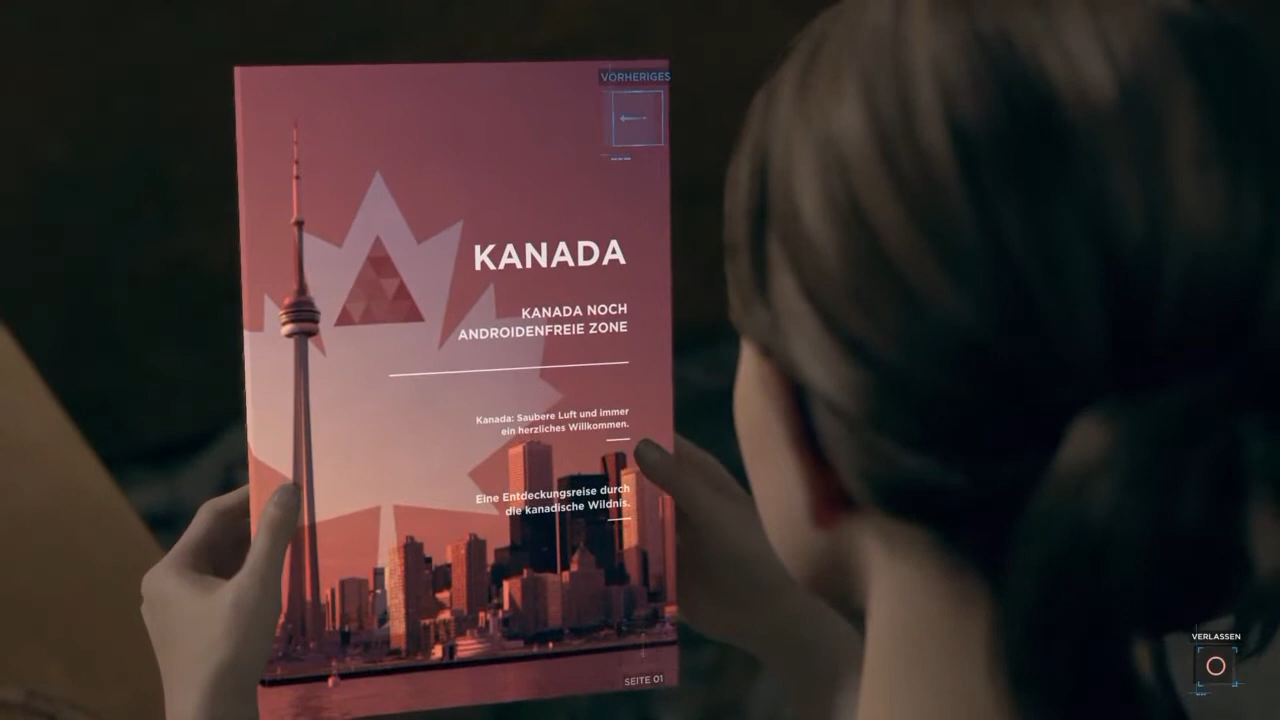 VORHERIGES
KANADA
KANADA NOCH
ANDROIDENFREIE ZONE
Kanada: Saubere Luft und immer
ein herzliches Willkommen.
Eine Entdeckungsreise durch
die kanadische Wildnis.
SEITE 01
VERLASSEN